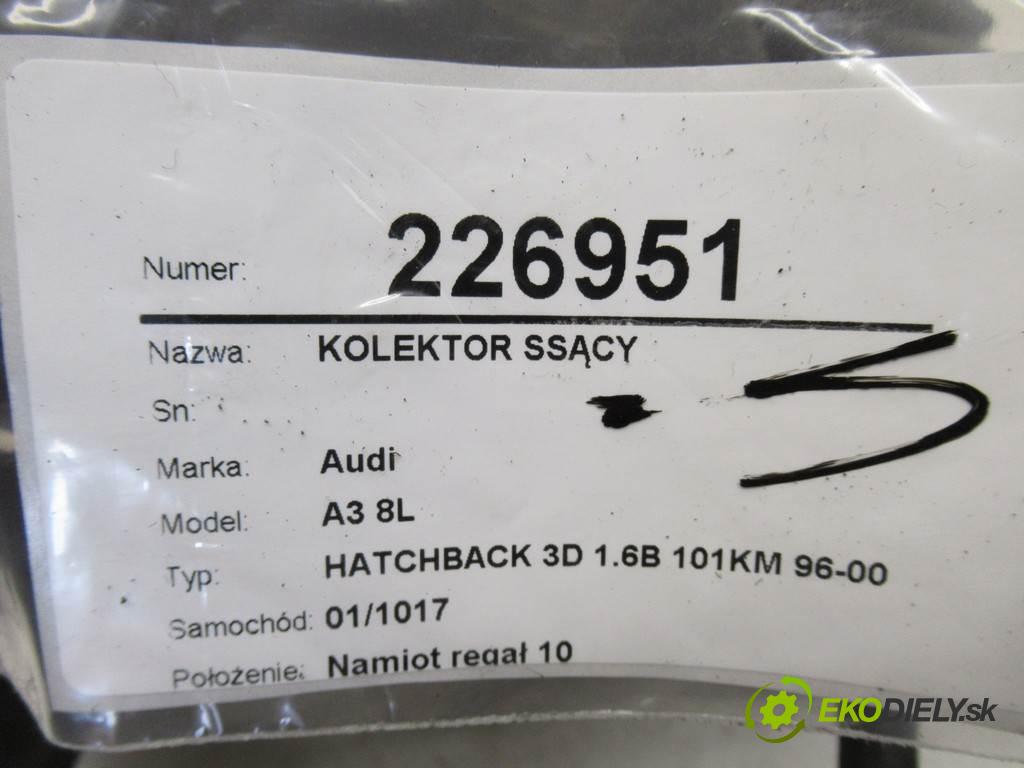 Numer: 226951
Nazwa: KOLEKTOR SSĄCY
Sn:
- 5
Marka: Audi
Model: A3 8L
Typ: HATCHBACK 3D 1.6B 101KM 96-00
Samochód: 01/1017
Położenie: Namiot regał 10
EKODIELY.sk